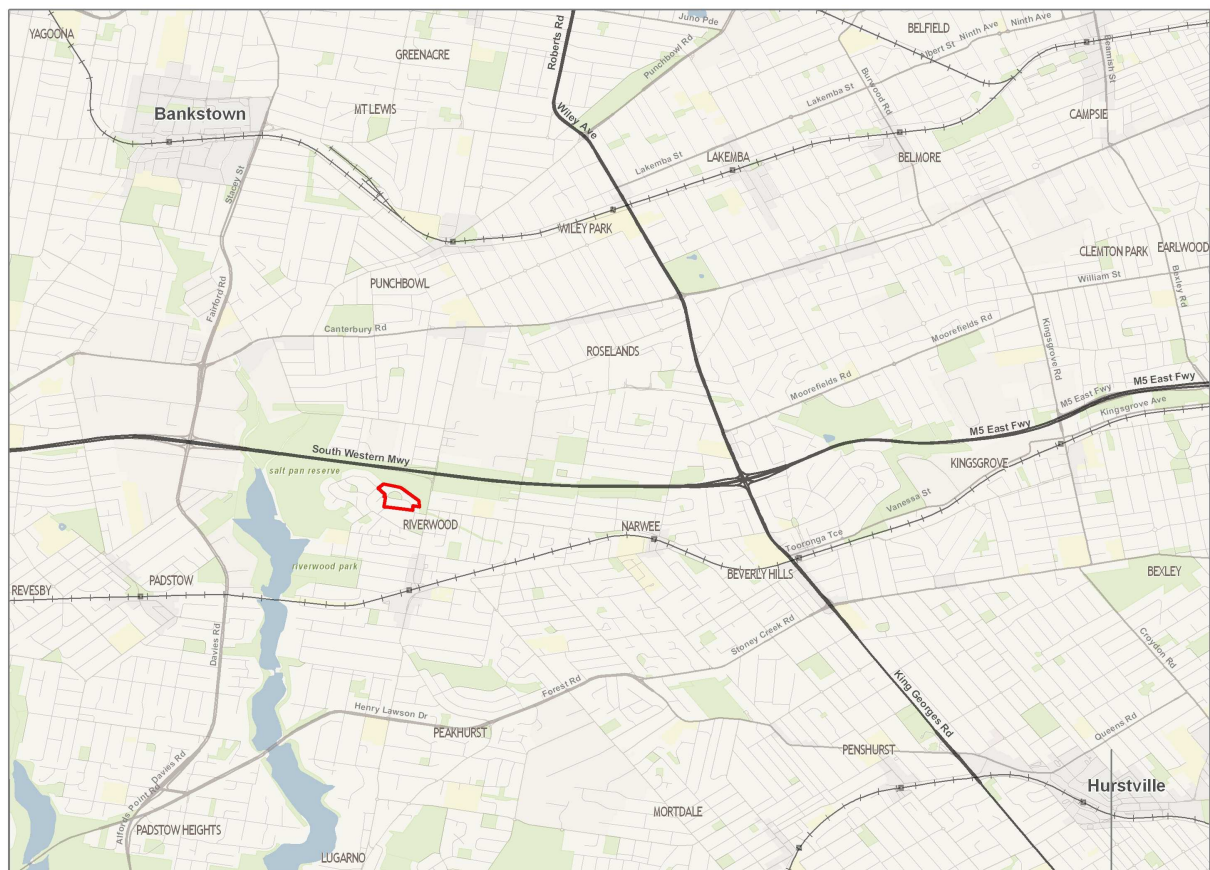 Juno Pde
Ninth Ave
YAGOONA
BELFIELD
Ninth Ave
Roberts Rd
Albert St
Beamish St
GREENACRE
Punchbowl Rd
Burwood Rd
Lakemba St
Bankstown
MT LEWIS
Wiley Ave
CAMPSIE
Lakemba St
LAKEMBA
BELMORE
Stacey St
WILEY PARK
CLEMTON PARK
EARLWOOD
PUNCHBOWL
William St
Bexley Rd
Fairford Rd
Canterbury Rd
Moorefields Rd
Kingsgrove Rd
ROSELANDS
Moorefields Rd
M5 East Fwy
M5 East Fwy
Kingsgrove Ave
M5 East Fwy
South Western Mwy
salt pan reserve
KINGSGROVE
Vanessa St
RIVERWOOD
NARWEE
Tooronga Tce
riverwood park
BEVERLY HILLS
BEXLEY
PADSTOW
REVESBY
Stoney Creek Rd
Croydon Rd
Davies Rd
Forest Rd
King Georges Rd
Henry Lawson Dr
PEAKHURST
Queens Rd
PENSHURST
Davies Rd
Hurstville
Alfords Point Rd
MORTDALE
PADSTOW HEIGHTS
LUGARNO